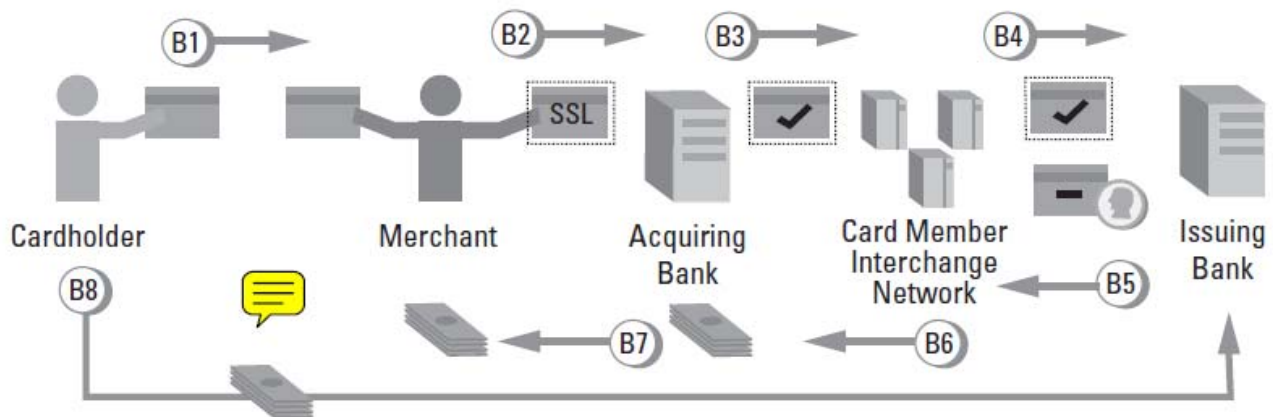 B1
B2
B3
B4
SSL
Cardholder
Merchant
Acquiring
Bank
Card Member
Interchange
Network
Issuing
Bank
B8
B5
B7
B6